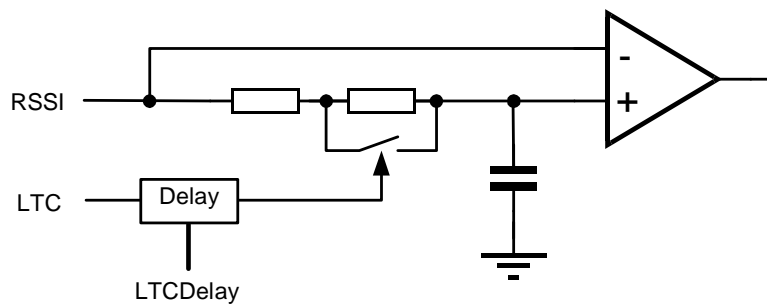 -
RSSI
+
LTC
Delay
LTCDelay